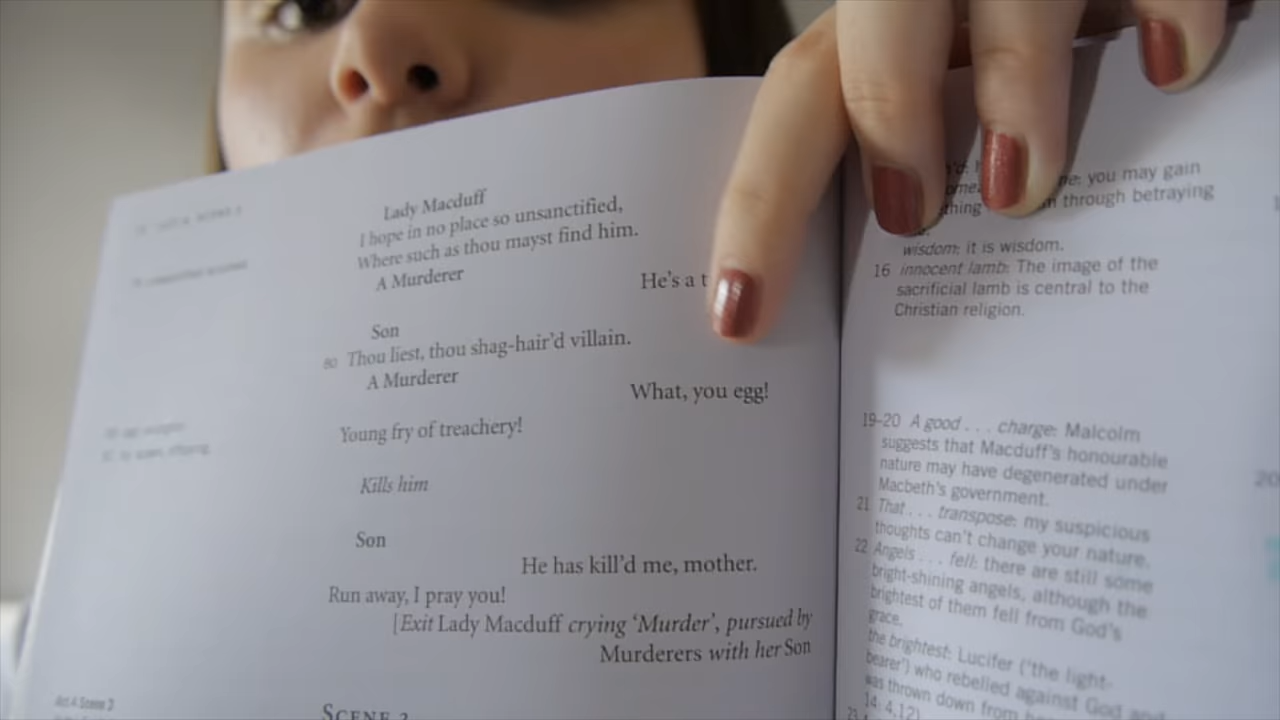 Lady Macduff
I hope in no place so unsanctified,
Where such as thou mayst find him.
A Murderer
He's a t
Son
80 Thou liest, thou shag-hair'd villain.
A Murderer
What, you egg!
Young fry of treachery!
Kills him
Son
He has kill'd me, mother.
Run away, I pray you!
[Exit Lady Macduff crying 'Murder', pursued by
Murderers with her Son
Act 4 Scene 3
SCENE 3
you may gain
through betraying
wisdom: it is wisdom.
16 innocent lamb: The image of the
sacrificial lamb is central to the
Christian religion.
19–20 A good . . . charge: Malcolm
suggests that Macduff's honourable
nature may have degenerated under
Macbeth's government.
21 That . . . transpose: my suspicious
thoughts can't change your nature.
22 Angels . . . fell: there are still some
bright-shining angels, although the
brightest of them fell from God's
grace.
the brightest: Lucifer ('the light-
bearer') who rebelled against God and
was thrown down from
14: 4,12)
23
20